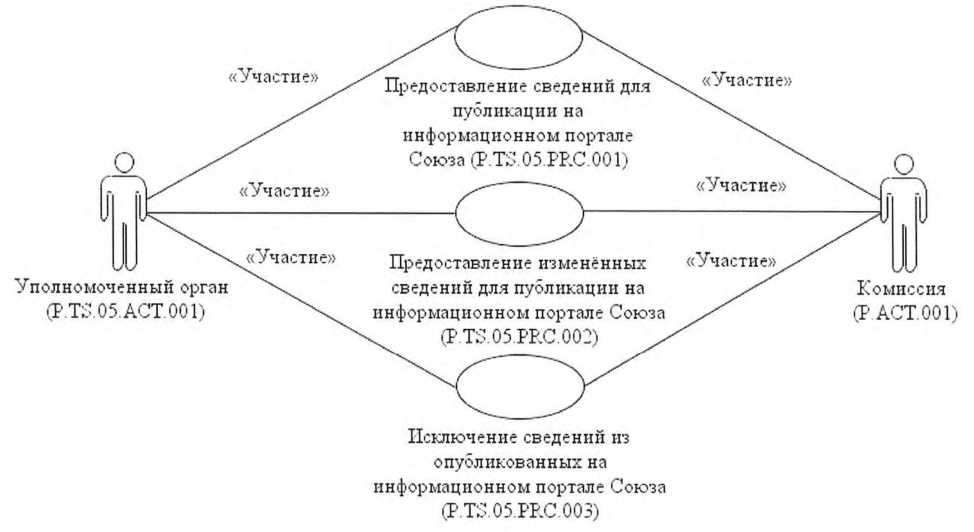 «Участие»
«Участие»
Предоставление сведений для
публикации на
информационном портале
Союза (P.TS.05.PRC.001)
«Участие»
«Участие»
«Участие»
«Участие»
Предоставление изменённых
сведений для публикации на
информационном портале Союза
(P.TS.05.PRC.002)
Уполномоченный орган
(P.TS.05.ACT.001)
Комиссия
(P.ACT.001)
Исключение сведений из
опубликованных на
информационном портале Союза
(P.TS.05.PRC.003)